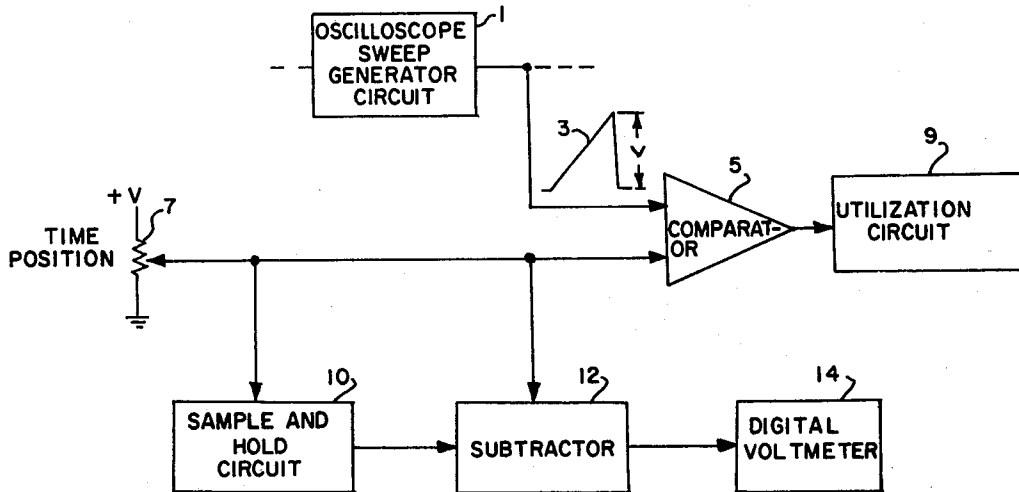 1
OSCILLOSCOPE
SWEEP
GENERATOR
CIRCUIT
3
V
5
9
+V
7
TIME
POSITION
COMPARAT-
OR
UTILIZATION
CIRCUIT
10
12
14
SAMPLE AND
HOLD
CIRCUIT
SUBTRACTOR
DIGITAL
VOLTMETER